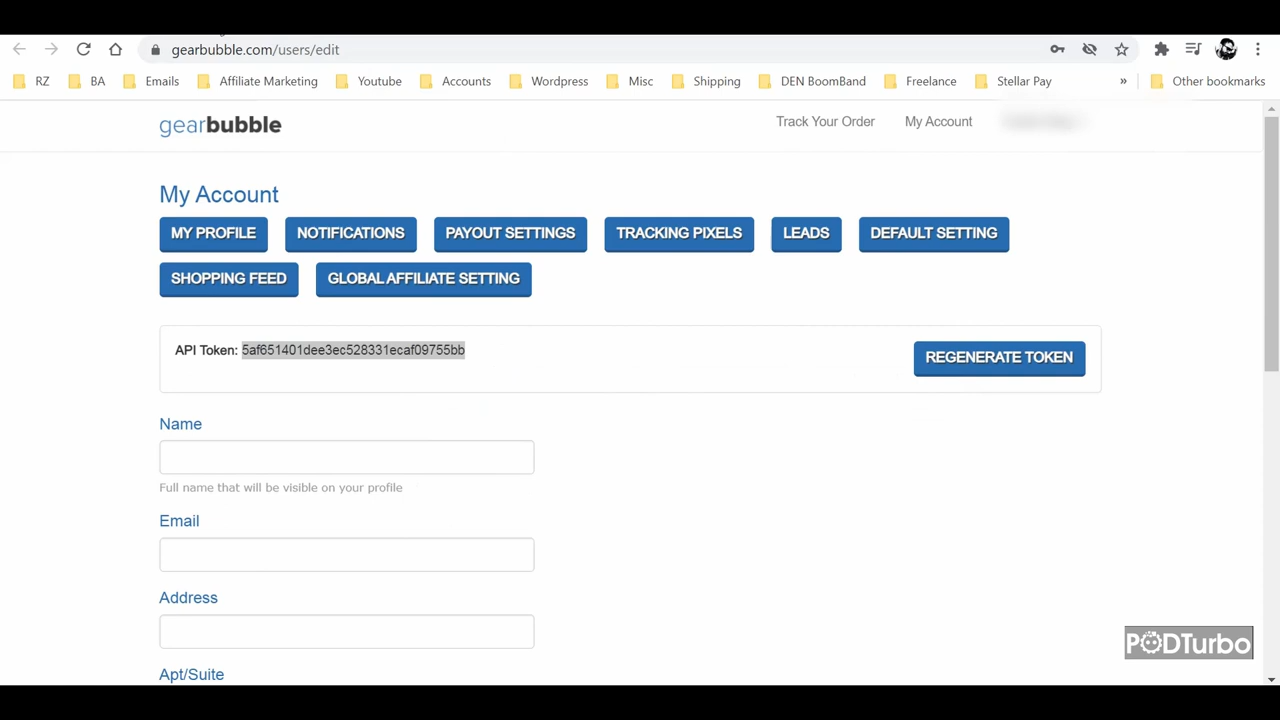 gearbubble.com/users/edit
RZ BA Emails Affiliate Marketing Youtube Accounts Wordpress Misc Shipping DEN BoomBand Freelance Stellar Pay » Other bookmarks
gearbubble Track Your Order My Account
My Account
MY PROFILE NOTIFICATIONS PAYOUT SETTINGS TRACKING PIXELS LEADS DEFAULT SETTING
SHOPPING FEED GLOBAL AFFILIATE SETTING
API Token: 5af651401dee3ec528331ecaf09755bb REGENERATE TOKEN
Name
Full name that will be visible on your profile
Email
Address
Apt/Suite
PODTurbo